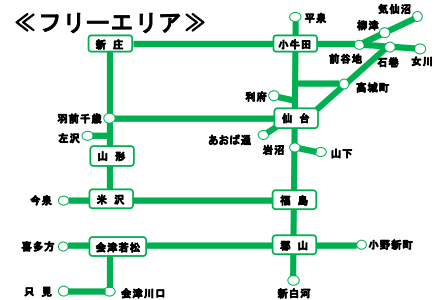 ≪フリーエリア≫
平泉
気仙沼
柳津
新庄
小牛田
前谷地
石巻
女川
高城町
利府
羽前千歳
仙台
左沢
あおば通
岩沼
山下
山形
今泉
米沢
福島
喜多方
会津若松
郡山
小野新町
只見
会津川口
新白河